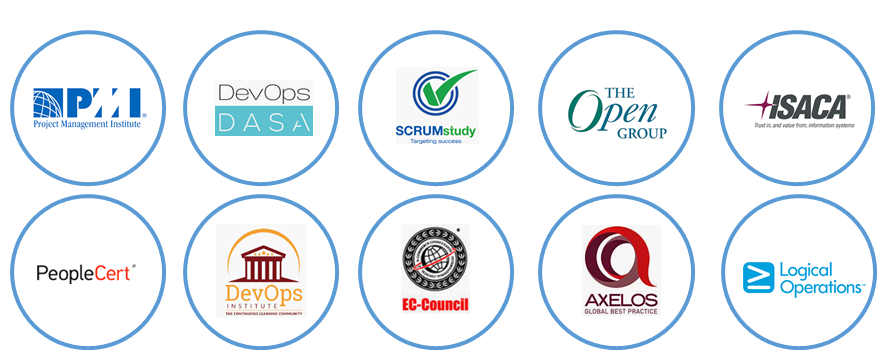 PMI®
Project Management Institute
DevOps
DASA
SCRUMstudy
Targeting success
THE
Open
GROUP
ISACA®
Trust in, and value from, information systems
PeopleCert®
DevOps
INSTITUTE
THE CONTINUOUS LEARNING COMMUNITY
EC-Council
AXELOS
GLOBAL BEST PRACTICE
Logical
Operations™